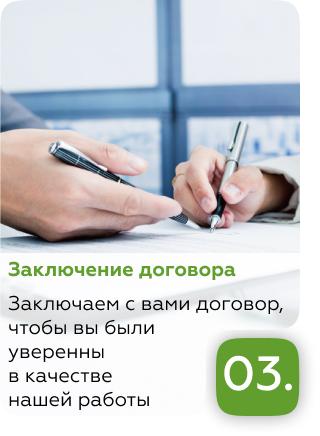 Заключение договора
Заключаем с вами договор,
чтобы вы были
уверенны
в качестве
нашей работы
03.